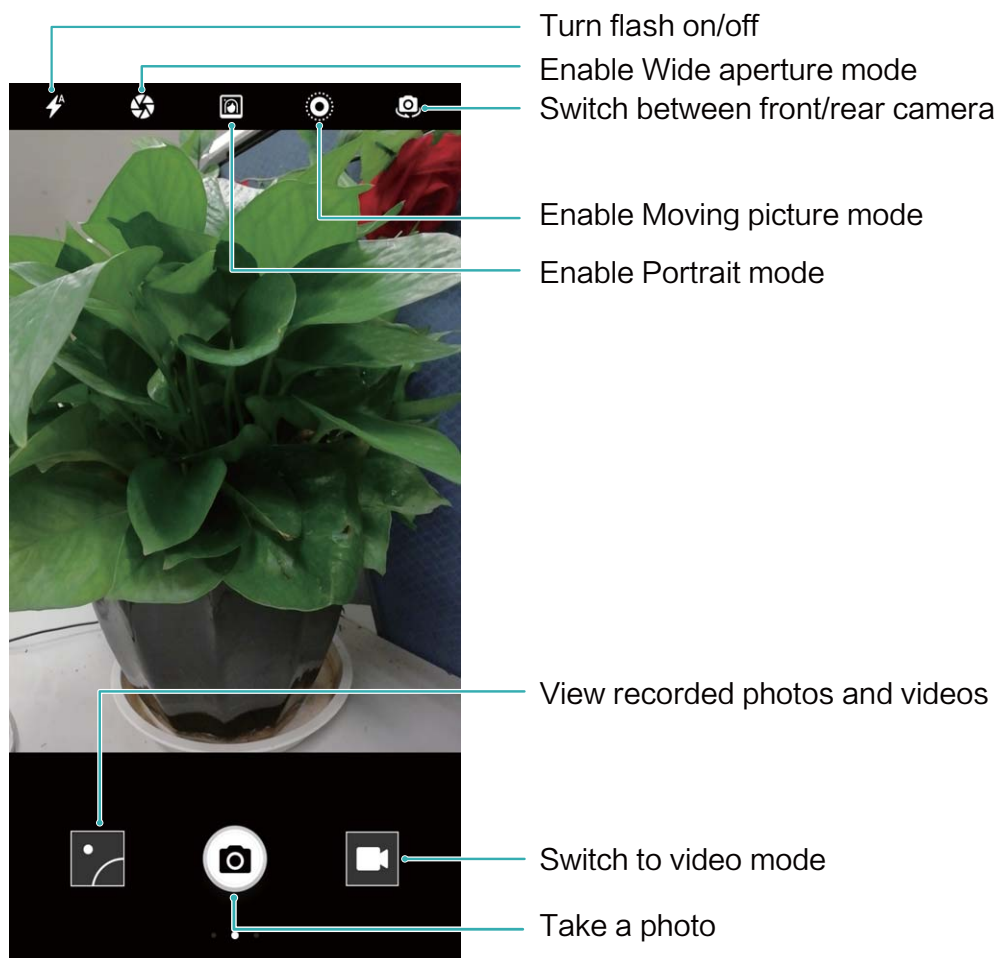 Turn flash on/off
Enable Wide aperture mode
Switch between front/rear camera
Enable Moving picture mode
Enable Portrait mode
View recorded photos and videos
Switch to video mode
Take a photo